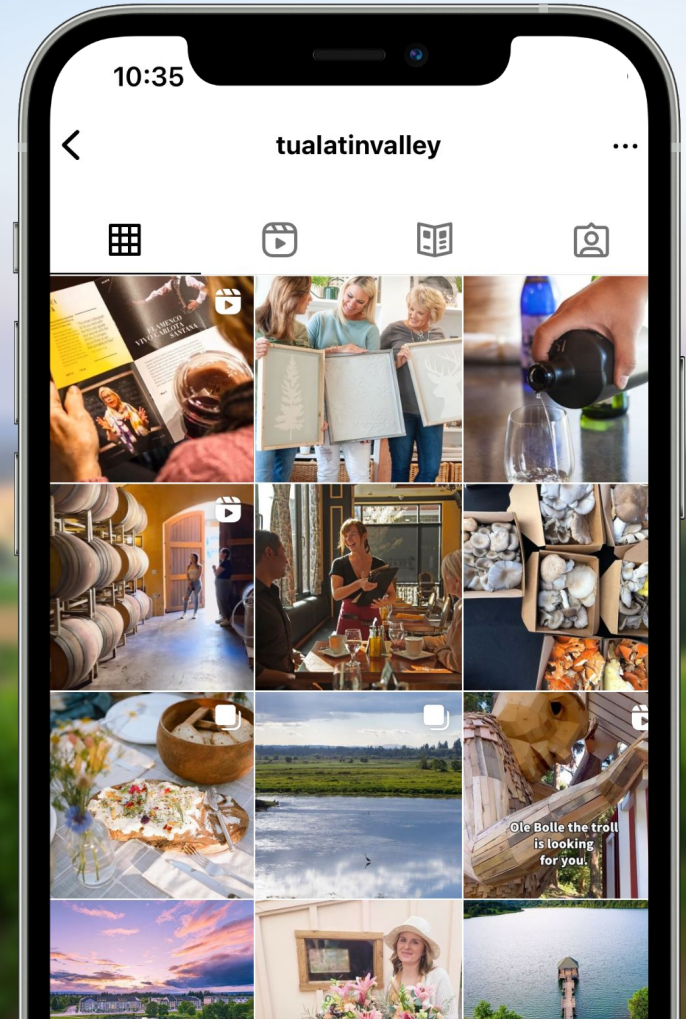 10:35
tualatinvalley
FLAMENCO
VIVO CARLOTA
SANTANA
Ole Bolle the troll
is looking
for you.